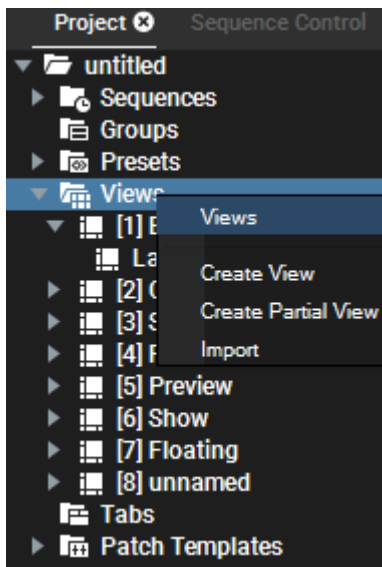 Project Sequence Control
untitled
Sequences
Groups
Presets
Views
Views
[1]
La
Create View
[2]
Create Partial View
[3]
Import
[4]
[5] Preview
[6] Show
[7] Floating
[8] unnamed
Tabs
Patch Templates